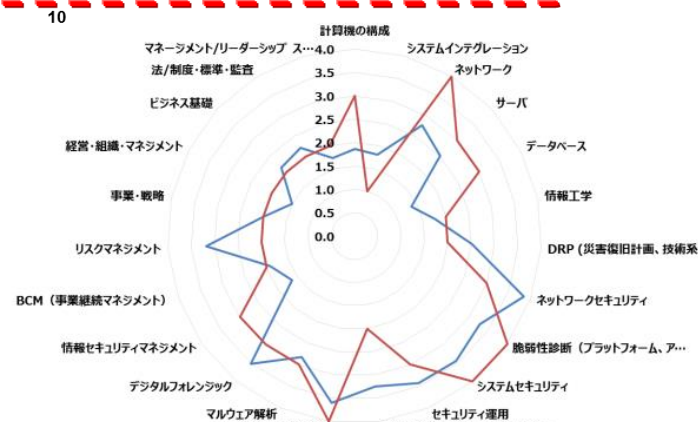 10
計算機の構成
マネージメント/リーダーシップ ス…
システムインテグレーション
法/制度・標準・監査
ネットワーク
ビジネス基礎
サーバ
経営・組織・マネジメント
データベース
事業・戦略
情報工学
リスクマネジメント
DRP (災害復旧計画、技術系
BCM（事業継続マネジメント）
ネットワークセキュリティ
情報セキュリティマネジメント
脆弱性診断（プラットフォーム、ア…
デジタルフォレンジック
システムセキュリティ
マルウェア解析
セキュリティ運用
4.0
3.5
3.0
2.5
2.0
1.5
1.0
0.5
0.0